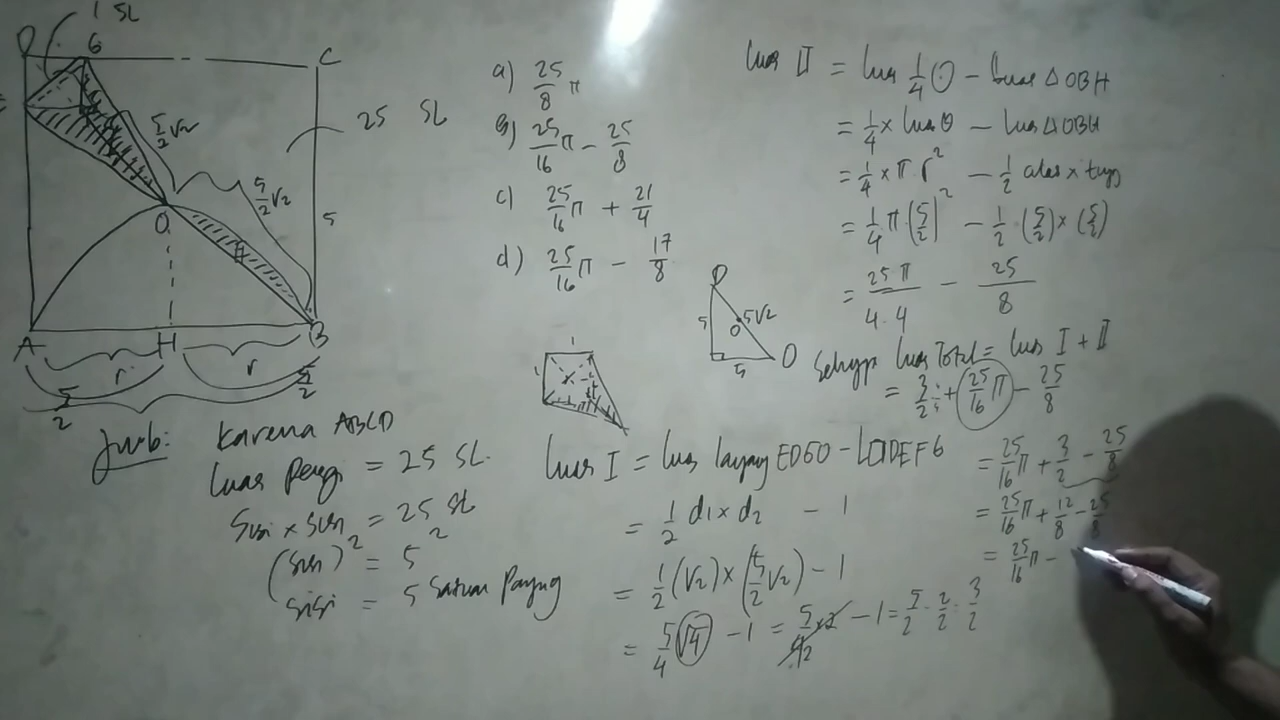 1 SL
D G C
5/2 √2
25 SL
5/2 √2
5
O
A H B
r r
5/2 5/2
a) 25/8 π
b) 25/16 π - 25/8
c) 25/16 π + 21/4
d) 25/16 π - 17/8
luas II = luas 1/4 ⊙ - luas △OBH
= 1/4 × luas ⊙ - luas △OBH
= 1/4 × π r² - 1/2 alas × tinggi
= 1/4 π (5/2)² - 1/2 (5/2) × (5/2)
= 25 π / 4.4 - 25/8
D
5 5√2
O
5
1
1
Sehingga luas Total = luas I + II
= 3/2 + 25/16 π - 25/8
= 25/16 π + 3/2 - 25/8
= 25/16 π + 12/8 - 25/8
= 25/16 π -
Jwb: Karena ABCD
luas Persegi = 25 SL.
Sisi × Sisi = 25 SL
(sisi)² = 5²
sisi = 5 Satuan Panjang
luas I = luas layang EDGO - L□DEFG
= 1/2 d1 × d2 - 1
= 1/2 (√2) × (5/2 √2) - 1
= 5/4 √4 - 1 = 5/4 × 2 - 1 = 5/2 - 2/2 = 3/2